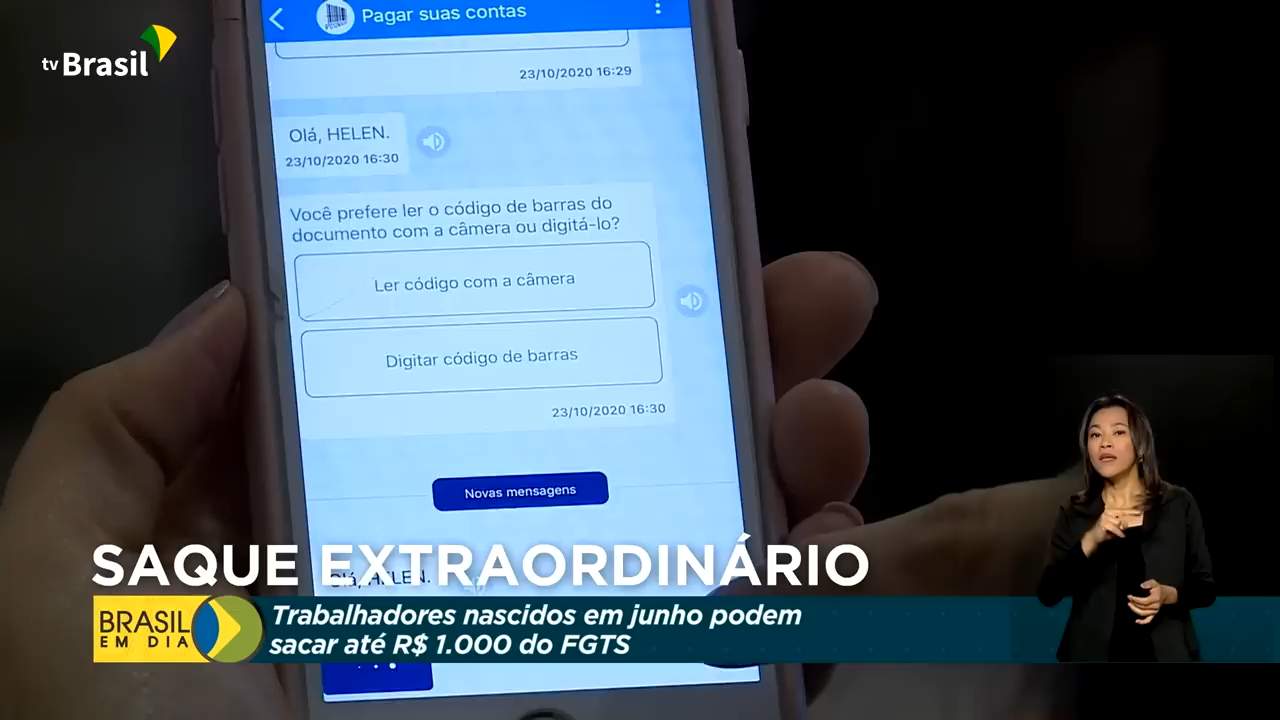 tv Brasil
Pagar suas contas
23/10/2020 16:29
Olá, HELEN.
23/10/2020 16:30
Você prefere ler o código de barras do
documento com a câmera ou digitá-lo?
Ler código com a câmera
Digitar código de barras
23/10/2020 16:30
Novas mensagens
Olá, HELEN.
SAQUE EXTRAORDINÁRIO
BRASIL
EM DIA
Trabalhadores nascidos em junho podem
sacar até R$ 1.000 do FGTS